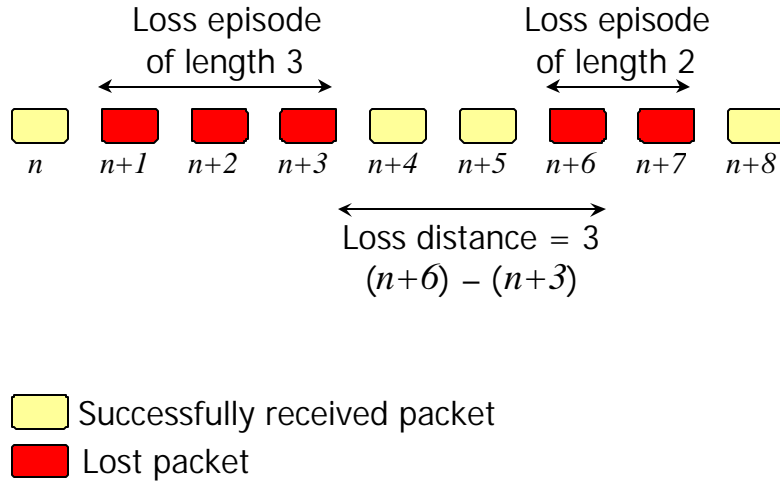 Loss episode
of length 3
Loss episode
of length 2
n n+1 n+2 n+3 n+4 n+5 n+6 n+7 n+8
Loss distance = 3
(n+6) – (n+3)
Successfully received packet
Lost packet